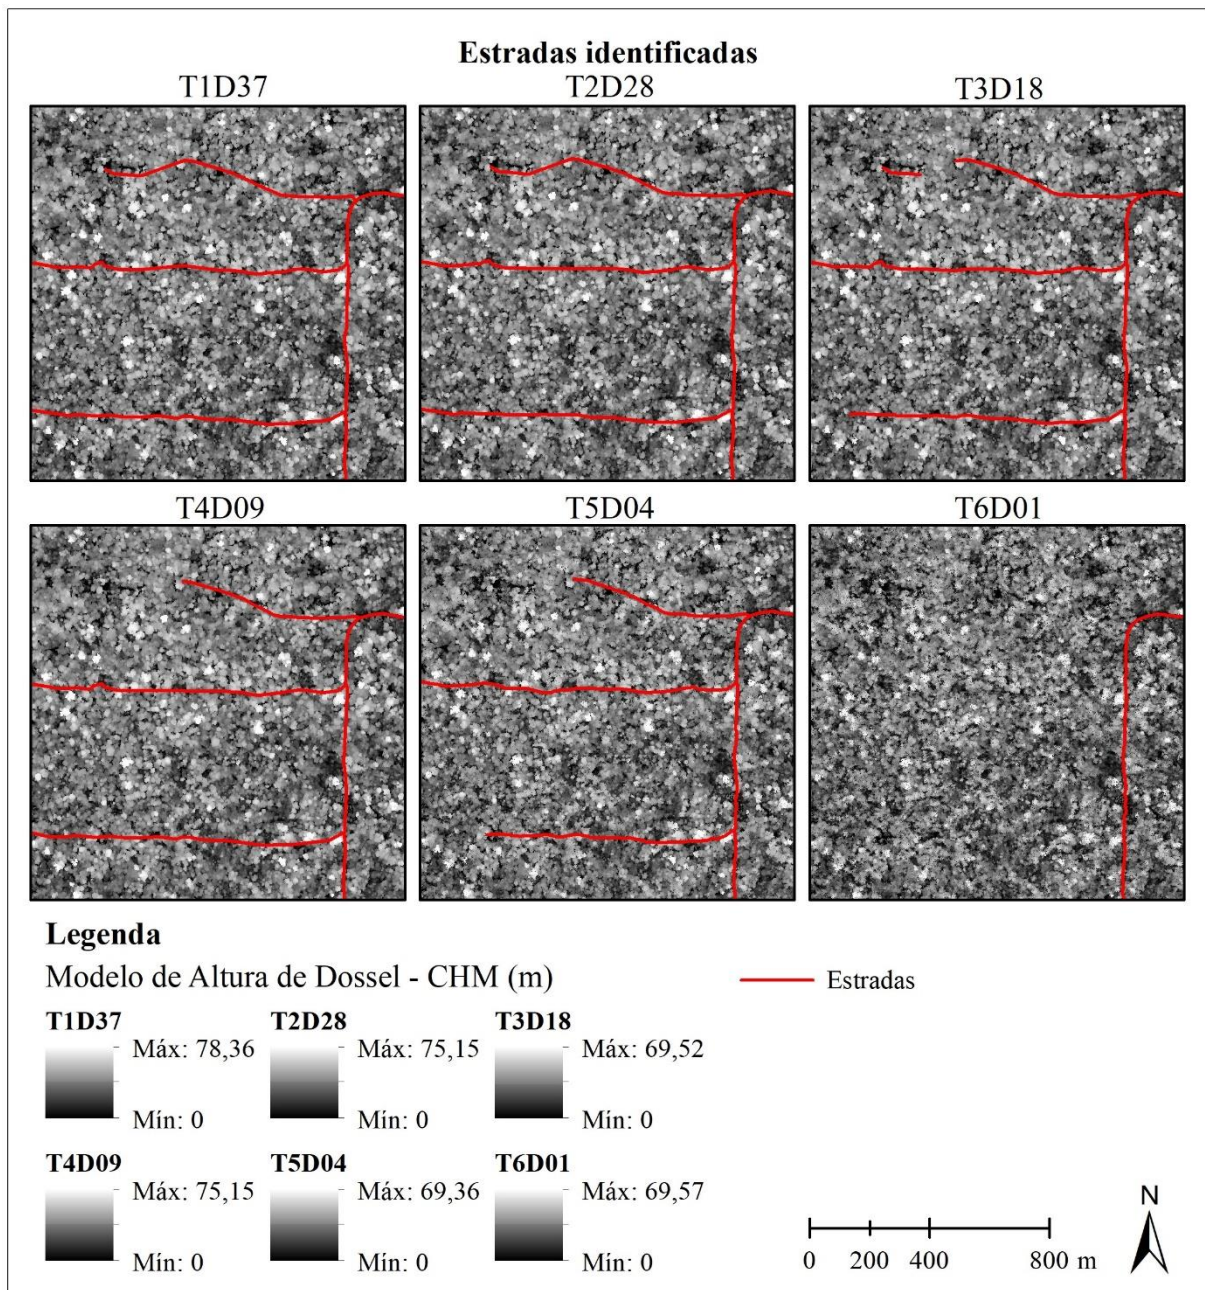 Estradas identificadas
T1D37 T2D28 T3D18
T4D09 T5D04 T6D01
Legenda
Modelo de Altura de Dossel - CHM (m)
Estradas
T1D37 T2D28 T3D18
Máx: 78,36 Máx: 75,15 Máx: 69,52
Mín: 0 Mín: 0 Mín: 0
T4D09 T5D04 T6D01
Máx: 75,15 Máx: 69,36 Máx: 69,57
Mín: 0 Mín: 0 Mín: 0
N
0 200 400 800 m